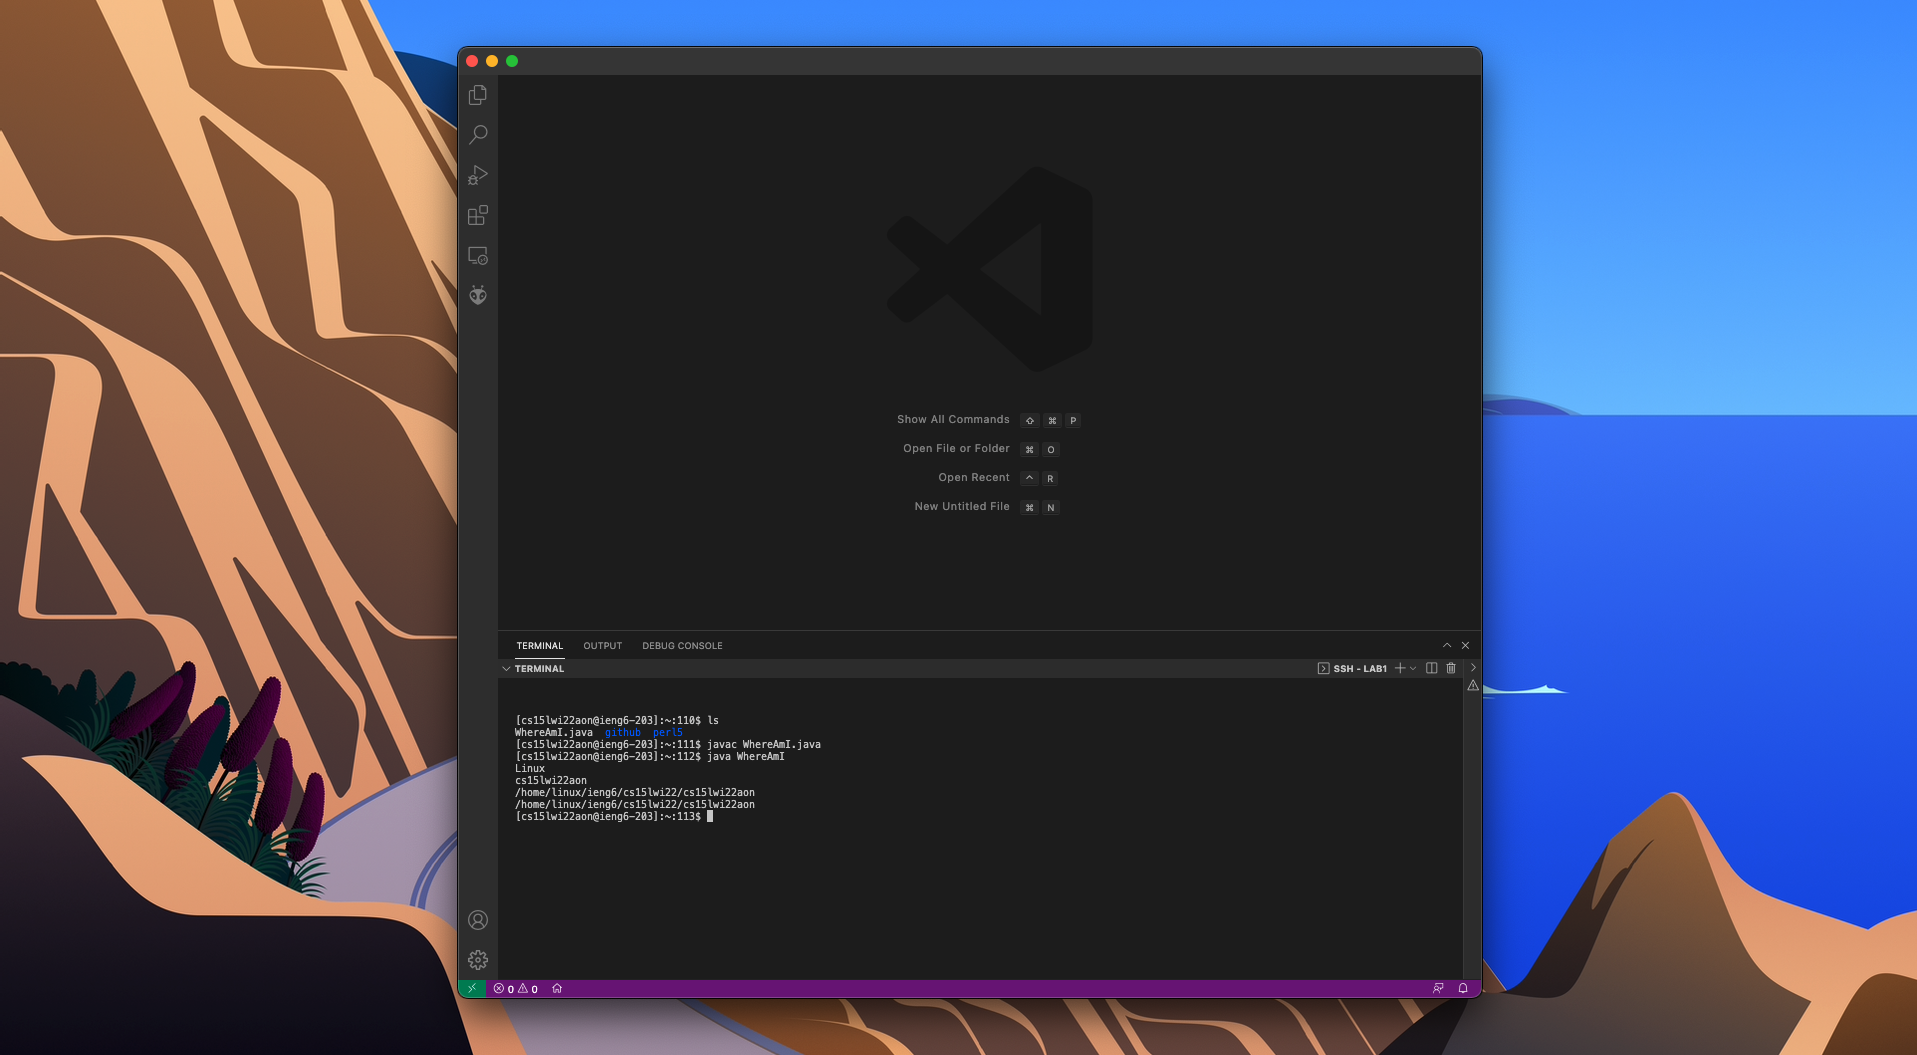 Show All Commands ⇧ ⌘ P
Open File or Folder ⌘ O
Open Recent ^ R
New Untitled File ⌘ N
TERMINAL OUTPUT DEBUG CONSOLE
TERMINAL SSH - LAB1
[cs15lwi22aon@ieng6-203]:~:110$ ls
WhereAmI.java github perl5
[cs15lwi22aon@ieng6-203]:~:111$ javac WhereAmI.java
[cs15lwi22aon@ieng6-203]:~:112$ java WhereAmI
Linux
cs15lwi22aon
/home/linux/ieng6/cs15lwi22/cs15lwi22aon
/home/linux/ieng6/cs15lwi22/cs15lwi22aon
[cs15lwi22aon@ieng6-203]:~:113$
0 0